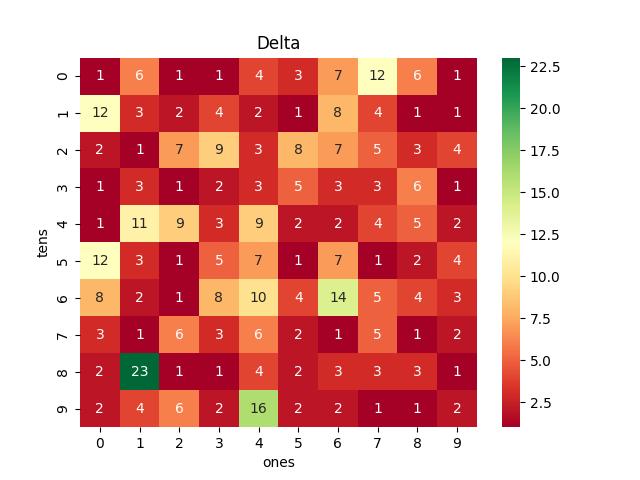 Delta
0 1 6 1 1 4 3 7 12 6 1
1 12 3 2 4 2 1 8 4 1 1
2 2 1 7 9 3 8 7 5 3 4
3 1 3 1 2 3 5 3 3 6 1
4 1 11 9 3 9 2 2 4 5 2
5 12 3 1 5 7 1 7 1 2 4
6 8 2 1 8 10 4 14 5 4 3
7 3 1 6 3 6 2 1 5 1 2
8 2 23 1 1 4 2 3 3 3 1
9 2 4 6 2 16 2 2 1 1 2
0 1 2 3 4 5 6 7 8 9
ones
tens
22.5
20.0
17.5
15.0
12.5
10.0
7.5
5.0
2.5